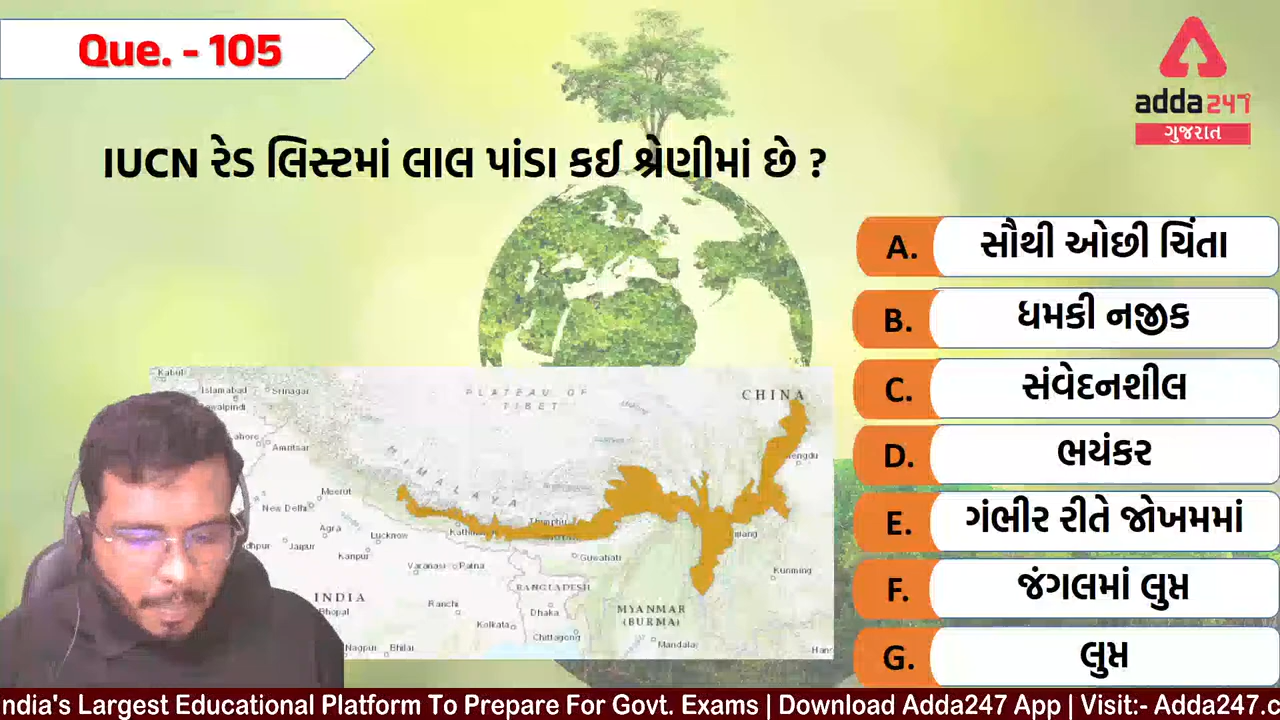 Que. - 105
adda247
ગુજરાત
IUCN રેડ લિસ્ટમાં લાલ પાંડા કઈ શ્રેણીમાં છે ?
A. સૌથી ઓછી ચિંતા
B. ધમકી નજીક
C. સંવેદનશીલ
D. ભયંકર
E. ગંભીર રીતે જોખમમાં
F. જંગલમાં લુપ્ત
G. લુપ્ત
Kabul
Islamabad
Srinagar
PLATEAU OF
TIBET
CHINA
Amritsar
HIMALAYA
Meerut
New Delhi
Agra
Jaipur
Lucknow
Kanpur
Thimphu
Guwahati
Varanasi
Patna
Kunming
INDIA
BANGLADESH
Bhopal
Ranchi
Dhaka
MYANMAR
(BURMA)
Kolkata
Chittagong
Nagpur
Bhilai
Mandalay
ndia's Largest Educational Platform To Prepare For Govt. Exams | Download Adda247 App | Visit:- Adda247.c